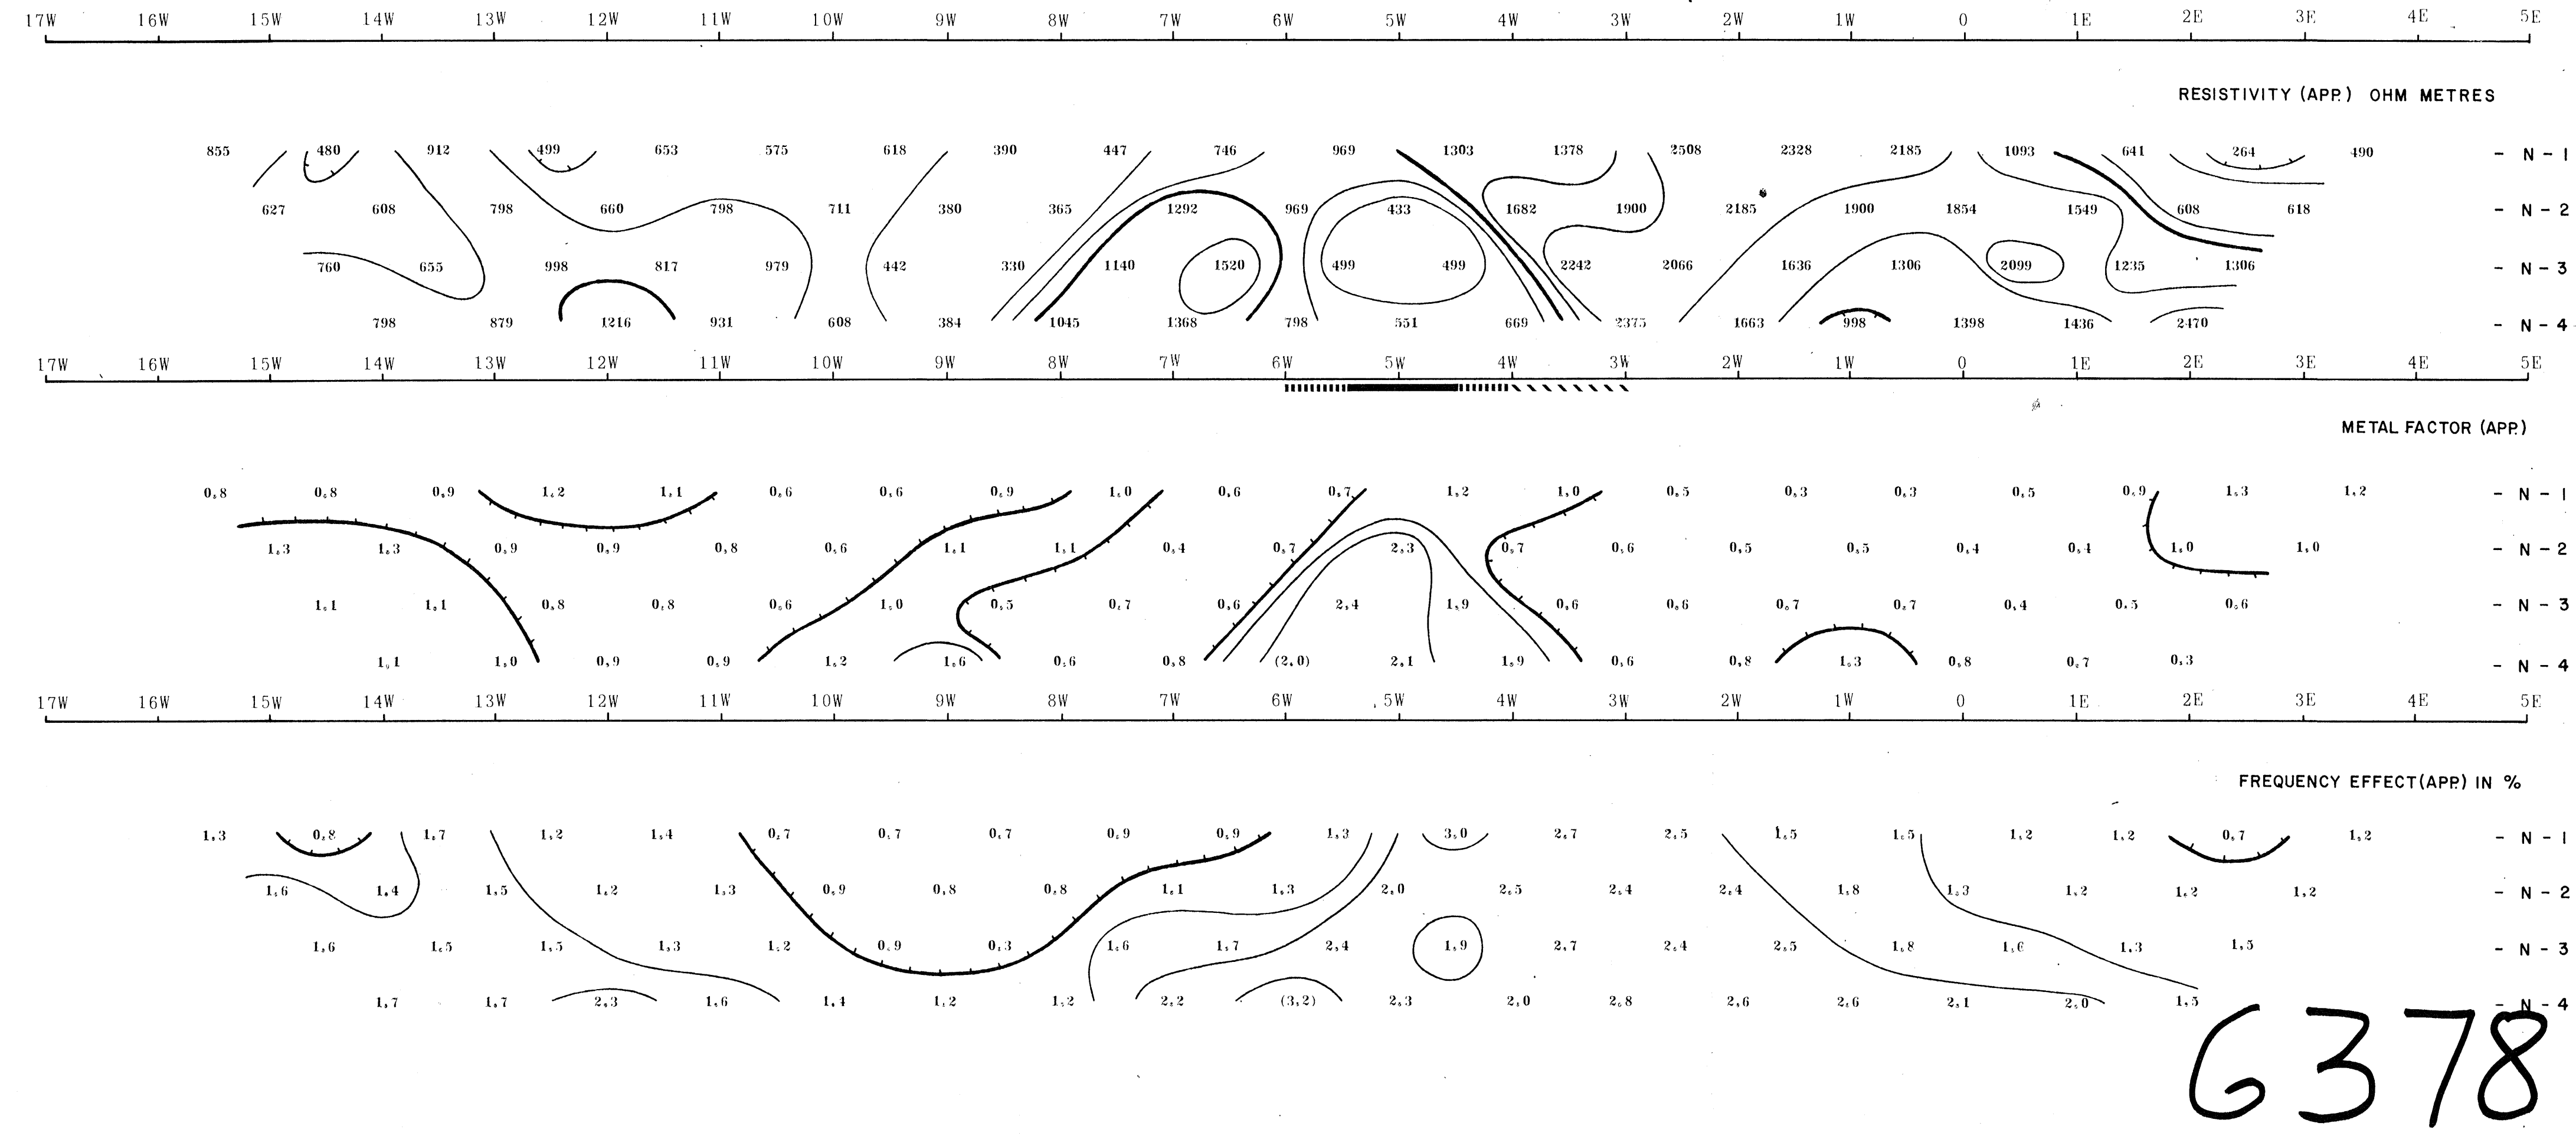 17W 16W 15W 14W 13W 12W 11W 10W 9W 8W 7W 6W 5W 4W 3W 2W 1W 0 1E 2E 3E 4E 5E
RESISTIVITY (APP.) OHM METRES
855 480 912 499 653 575 618 390 447 746 969 1303 1378 2508 2328 2185 1093 641 264 490 - N - 1
627 608 798 660 798 711 380 365 1292 969 433 1682 1900 2185 1900 1854 1549 608 618 - N - 2
760 655 998 817 979 442 330 1140 1520 499 499 2242 2066 1636 1306 2099 1235 1306 - N - 3
798 879 1216 931 608 384 1045 1368 798 551 669 2375 1663 998 1398 1436 2470 - N - 4
17W 16W 15W 14W 13W 12W 11W 10W 9W 8W 7W 6W 5W 4W 3W 2W 1W 0 1E 2E 3E 4E 5E
METAL FACTOR (APP.)
0.8 0.8 0.9 1.2 1.1 0.6 0.6 0.9 1.0 0.6 0.7 1.2 1.0 0.5 0.3 0.3 0.5 0.9 1.3 1.2 - N - 1
1.3 1.3 0.9 0.9 0.8 0.6 1.1 1.1 0.4 0.7 2.3 0.7 0.6 0.5 0.5 0.4 0.4 1.0 1.0 - N - 2
1.1 1.1 0.8 0.8 0.6 1.0 0.5 0.7 0.6 2.4 1.9 0.6 0.6 0.7 0.7 0.4 0.5 0.6 - N - 3
1.1 1.0 0.9 0.9 1.2 1.6 0.6 0.8 (2.0) 2.1 1.9 0.6 0.8 1.3 0.8 0.7 0.3 - N - 4
17W 16W 15W 14W 13W 12W 11W 10W 9W 8W 7W 6W 5W 4W 3W 2W 1W 0 1E 2E 3E 4E 5E
FREQUENCY EFFECT (APP.) IN %
1.3 0.8 1.7 1.2 1.4 0.7 0.7 0.7 0.9 0.9 1.3 3.0 2.7 2.5 1.5 1.5 1.2 1.2 0.7 1.2 - N - 1
1.6 1.4 1.5 1.2 1.3 0.9 0.8 0.8 1.1 1.3 2.0 2.5 2.4 2.4 1.8 1.3 1.2 1.2 1.2 - N - 2
1.6 1.5 1.5 1.3 1.2 0.9 0.3 1.6 1.7 2.4 1.9 2.7 2.4 2.5 1.8 1.6 1.3 1.5 - N - 3
1.7 1.7 2.3 1.6 1.4 1.2 1.2 2.2 (3.2) 2.3 2.0 2.8 2.6 2.6 2.1 2.0 1.5 - N - 4
6378